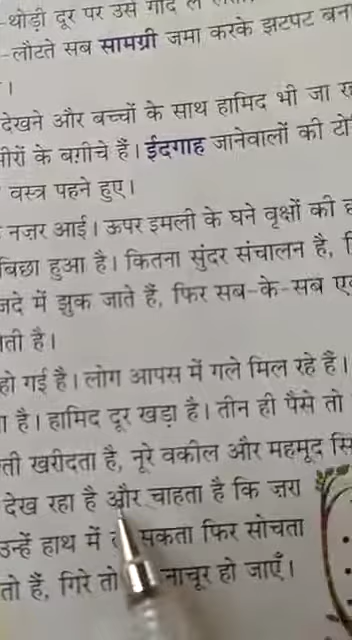 -थोड़ी दूर पर उसे गोद
-लौटते सब सामग्री जमा करके झटपट
।
देखने और बच्चों के साथ हामिद भी जा
के बग़ीचे हैं। ईदगाह जानेवालों की
वस्त्र पहने हुए।
नज़र आई। ऊपर इमली के घने वृक्षों की
बिछा हुआ है। कितना सुंदर संचालन है,
में झुक जाते हैं, फिर सब-के-सब
है।
हो गई है। लोग आपस में गले मिल रहे हैं।
है। हामिद दूर खड़ा है। तीन ही पैसे तो
खरीदता है, नूरे वकील और महमूद
देख रहा है और चाहता है कि ज़रा
उन्हें हाथ में सकता फिर सोचता
तो हैं, गिरे तो हो जाएँ।